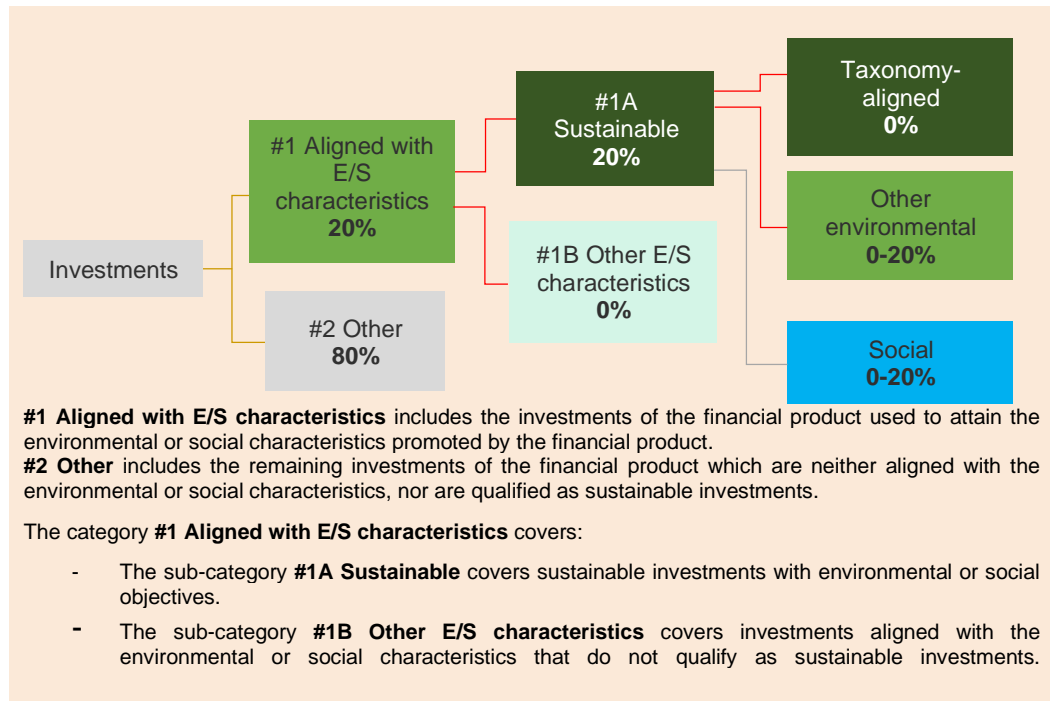 Investments
#1 Aligned with
E/S
characteristics
20%
#2 Other
80%
#1A
Sustainable
20%
#1B Other E/S
characteristics
0%
Taxonomy-
aligned
0%
Other
environmental
0-20%
Social
0-20%
#1 Aligned with E/S characteristics includes the investments of the financial product used to attain the
environmental or social characteristics promoted by the financial product.
#2 Other includes the remaining investments of the financial product which are neither aligned with the
environmental or social characteristics, nor are qualified as sustainable investments.
The category #1 Aligned with E/S characteristics covers:
- The sub-category #1A Sustainable covers sustainable investments with environmental or social
objectives.
- The sub-category #1B Other E/S characteristics covers investments aligned with the
environmental or social characteristics that do not qualify as sustainable investments.